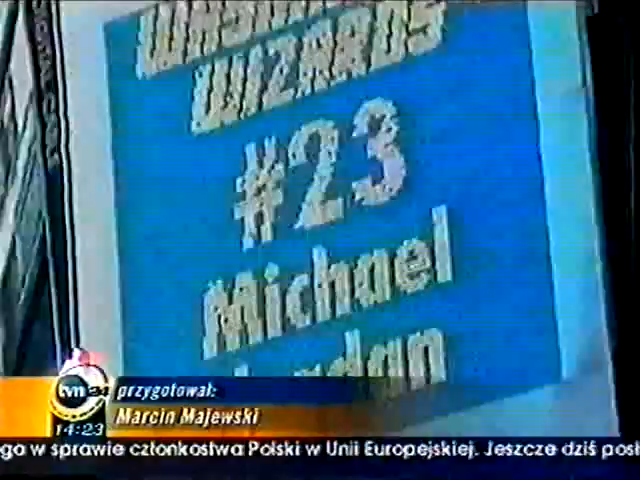 WIZARDS
#23
Michael
tvn24
przygotował:
Marcin Majewski
14:23
w sprawie członkostwa Polski w Unii Europejskiej. Jeszcze dziś